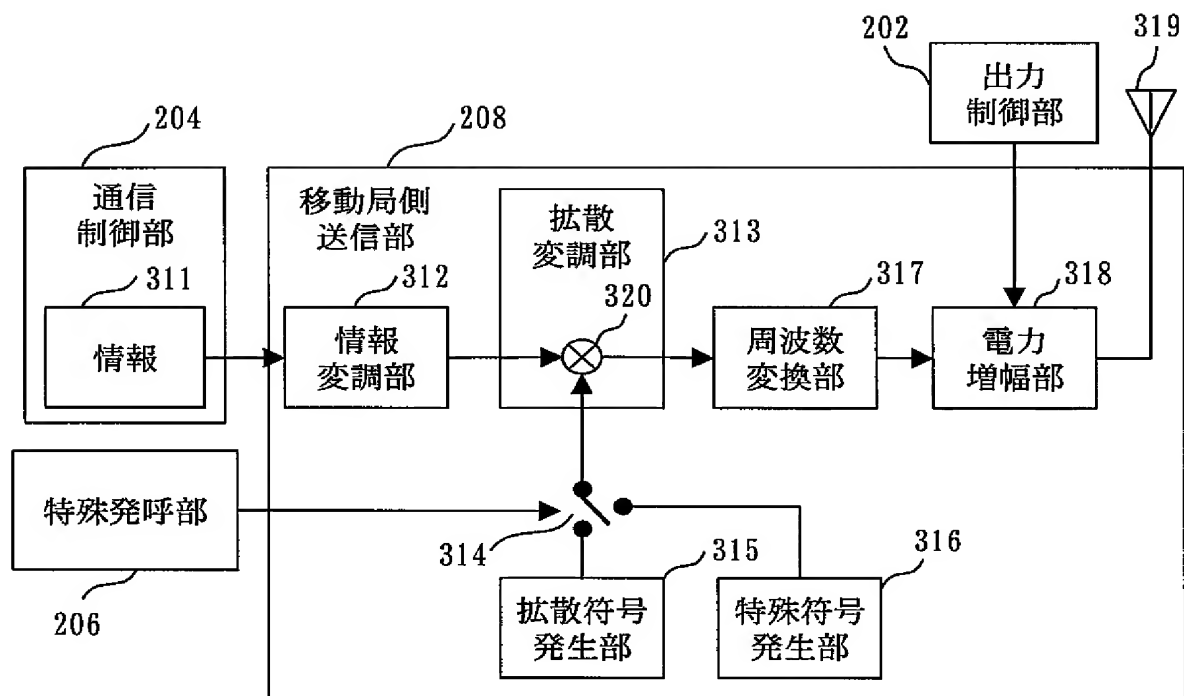 202
319
出力
制御部
204
208
通信
制御部
移動局側
送信部
拡散
変調部
313
311
312
320
317
318
情報
情報
変調部
周波数
変換部
電力
増幅部
特殊発呼部
314
315
316
206
拡散符号
発生部
特殊符号
発生部